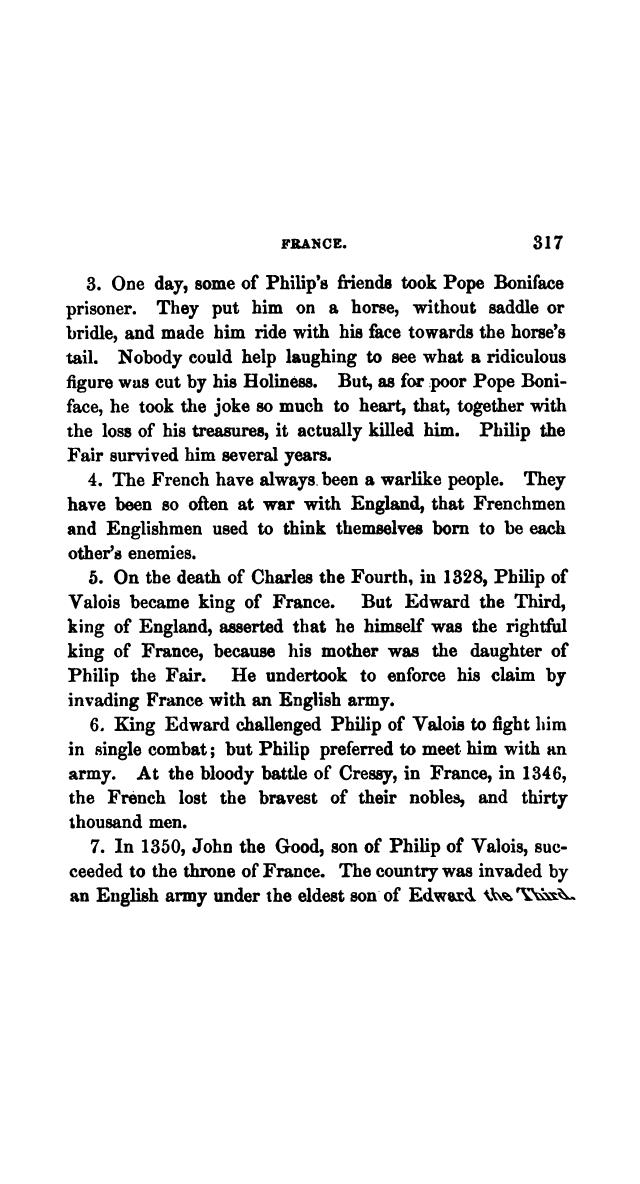 FRANCE. 317
3. One day, some of Philip's friends took Pope Boniface
prisoner. They put him on a horse, without saddle or
bridle, and made him ride with his face towards the horse's
tail. Nobody could help laughing to see what a ridiculous
figure was cut by his Holiness. But, as for poor Pope Boni-
face, he took the joke so much to heart, that, together with
the loss of his treasures, it actually killed him. Philip the
Fair survived him several years.
4. The French have always been a warlike people. They
have been so often at war with England, that Frenchmen
and Englishmen used to think themselves born to be each
other's enemies.
5. On the death of Charles the Fourth, in 1328, Philip of
Valois became king of France. But Edward the Third,
king of England, asserted that he himself was the rightful
king of France, because his mother was the daughter of
Philip the Fair. He undertook to enforce his claim by
invading France with an English army.
6. King Edward challenged Philip of Valois to fight him
in single combat; but Philip preferred to meet him with an
army. At the bloody battle of Cressy, in France, in 1346,
the French lost the bravest of their nobles, and thirty
thousand men.
7. In 1350, John the Good, son of Philip of Valois, suc-
ceeded to the throne of France. The country was invaded by
an English army under the eldest son of Edward the Third.